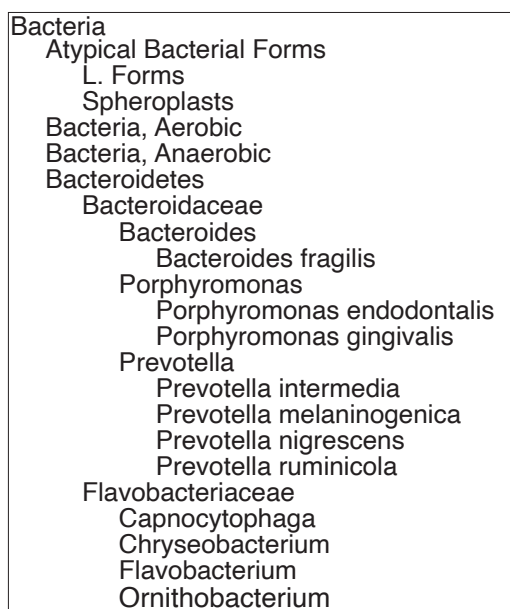 Bacteria
Atypical Bacterial Forms
L. Forms
Spheroplasts
Bacteria, Aerobic
Bacteria, Anaerobic
Bacteroidetes
Bacteroidaceae
Bacteroides
Bacteroides fragilis
Porphyromonas
Porphyromonas endodontalis
Porphyromonas gingivalis
Prevotella
Prevotella intermedia
Prevotella melaninogenica
Prevotella nigrescens
Prevotella ruminicola
Flavobacteriaceae
Capnocytophaga
Chryseobacterium
Flavobacterium
Ornithobacterium